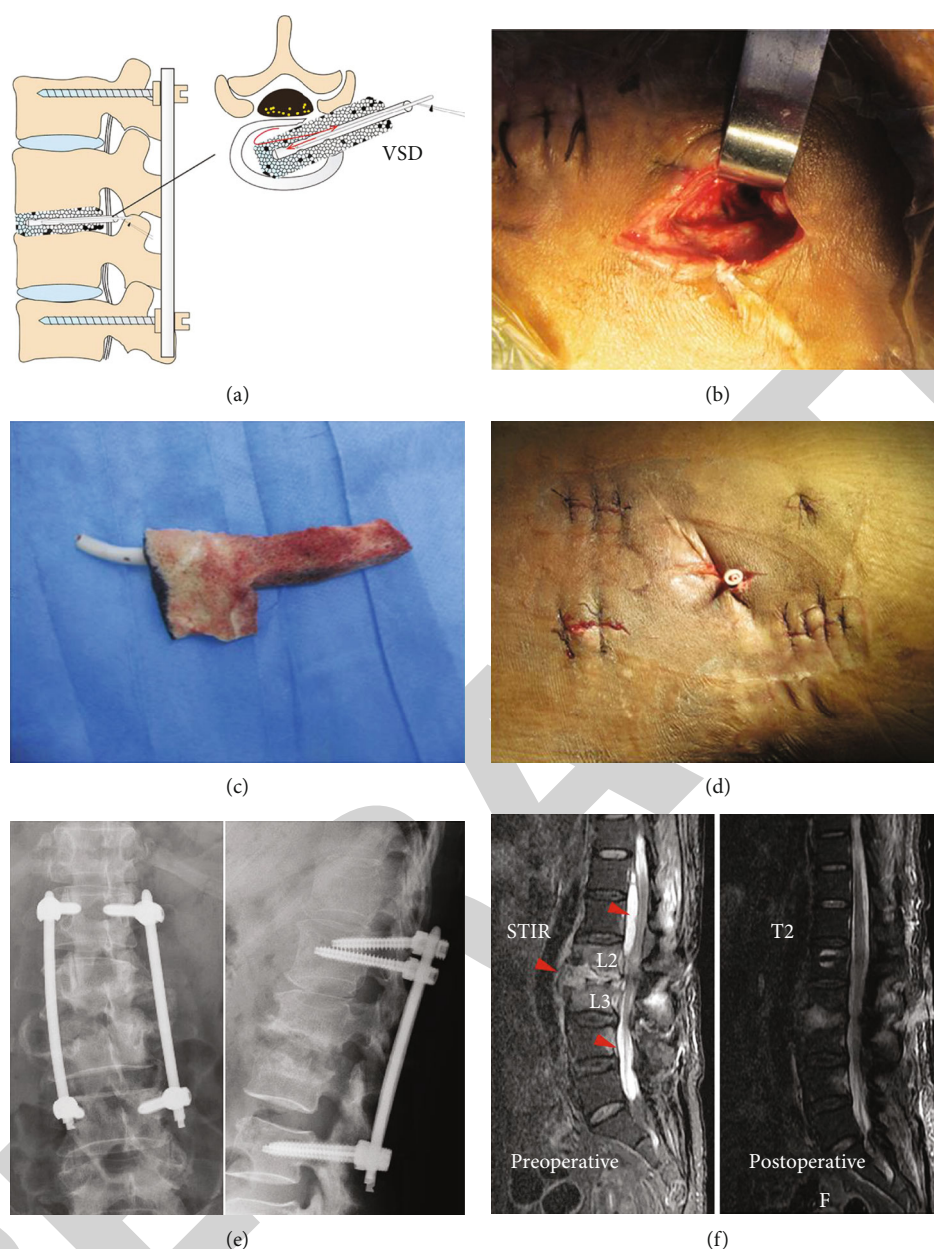 VSD
(a)
(b)
(c)
(d)
STIR
L2
L3
Preoperative
T2
Postoperative
F
(e)
(f)